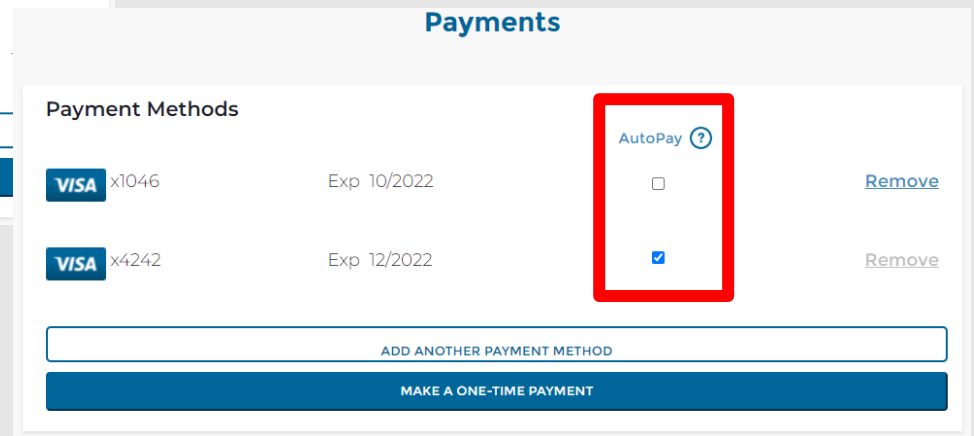 Payments
Payment Methods
AutoPay ?
VISA x1046 Exp 10/2022 Remove
VISA x4242 Exp 12/2022 Remove
ADD ANOTHER PAYMENT METHOD
MAKE A ONE-TIME PAYMENT